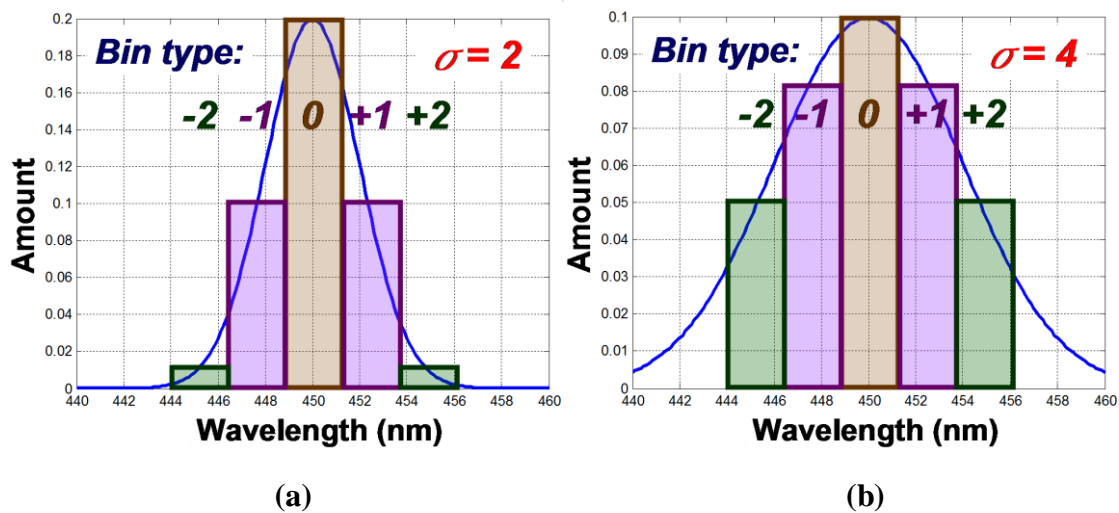 Bin type: σ = 2
-2 -1 0 +1 +2
Amount
0.2
0.18
0.16
0.14
0.12
0.1
0.08
0.06
0.04
0.02
0
440 442 444 446 448 450 452 454 456 458 460
Wavelength (nm)
(a)
Bin type: σ = 4
-2 -1 0 +1 +2
Amount
0.1
0.09
0.08
0.07
0.06
0.05
0.04
0.03
0.02
0.01
0
440 442 444 446 448 450 452 454 456 458 460
Wavelength (nm)
(b)